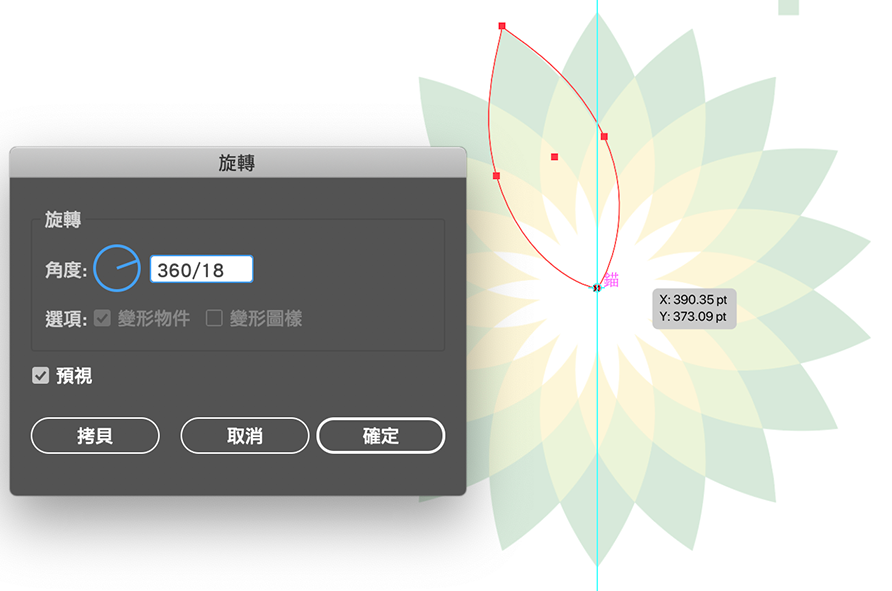 旋轉
旋轉
角度: 360/18
選項: 變形物件 變形圖樣
預視
拷貝 取消 確定
錨
X: 390.35 pt
Y: 373.09 pt